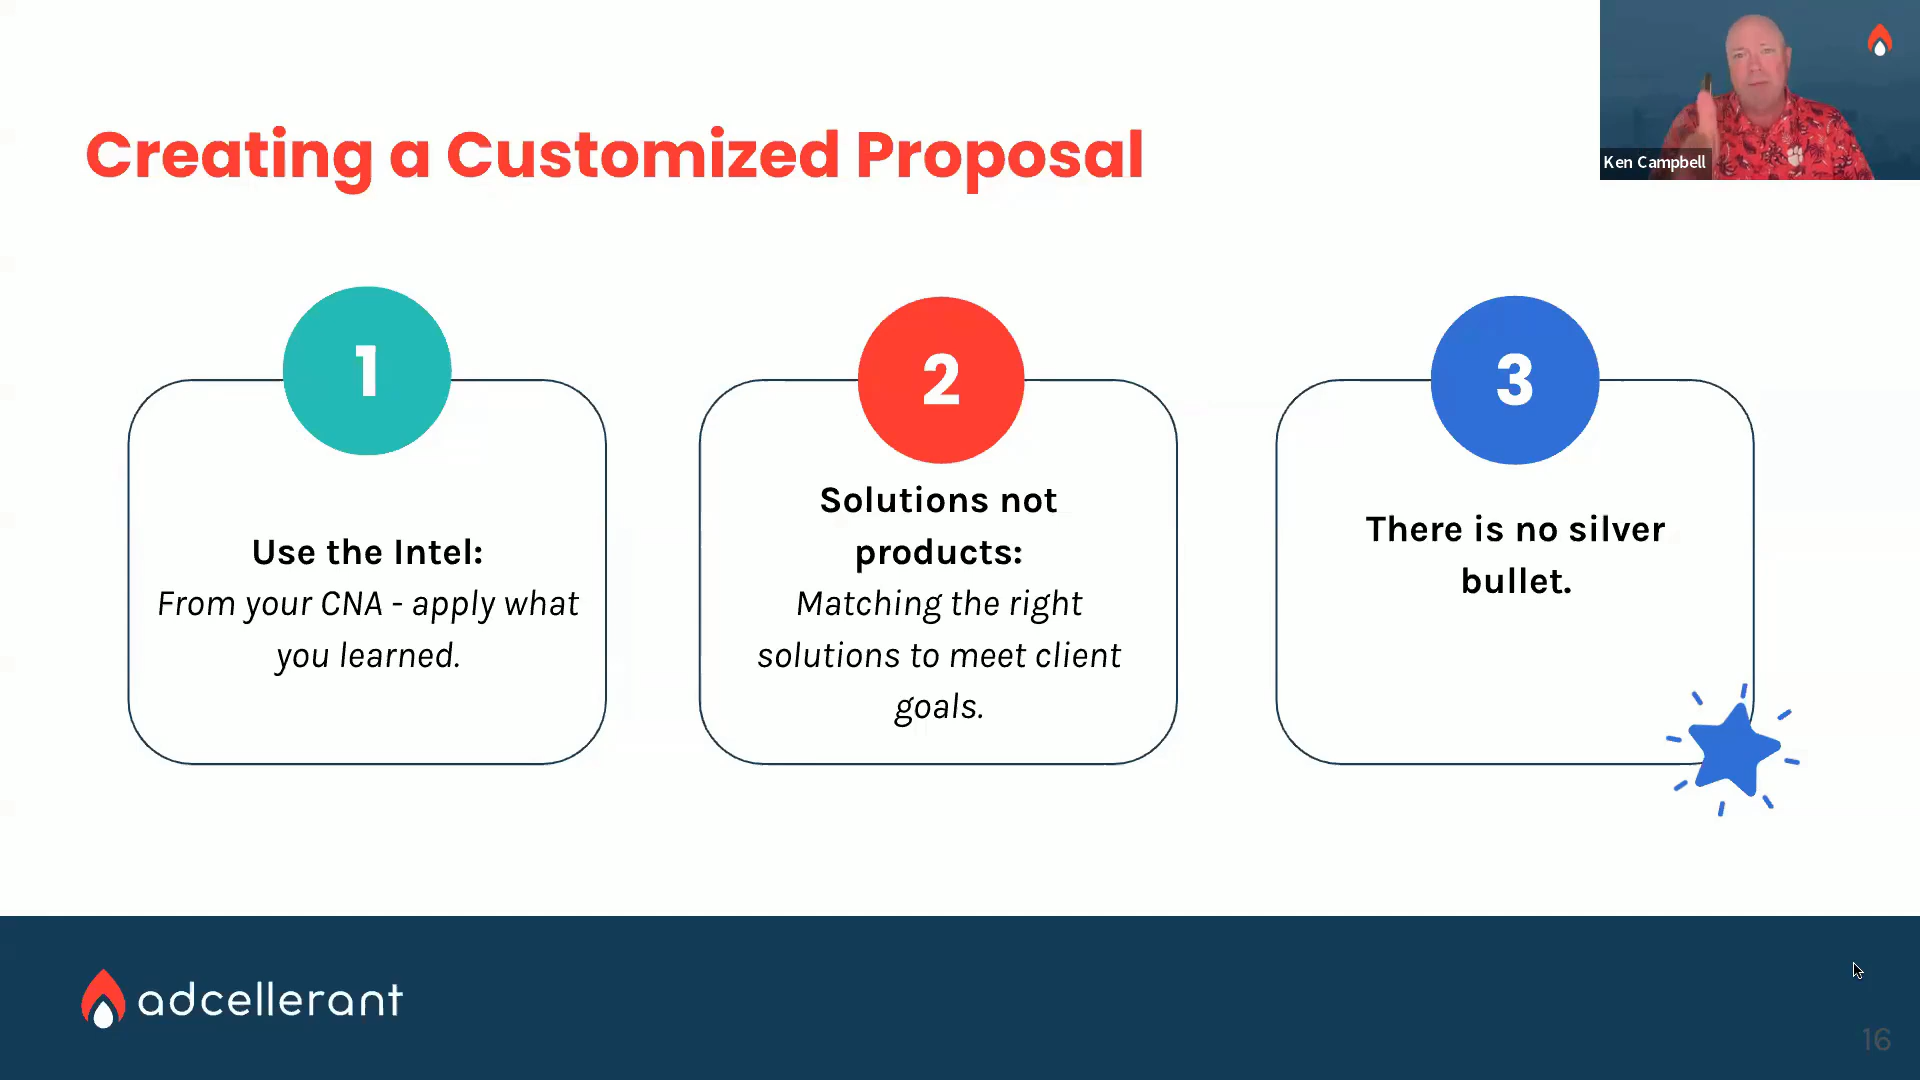 Creating a Customized Proposal
Ken Campbell
1
Use the Intel:
From your CNA - apply what
you learned.
2
Solutions not
products:
Matching the right
solutions to meet client
goals.
3
There is no silver
bullet.
adcellerant
16